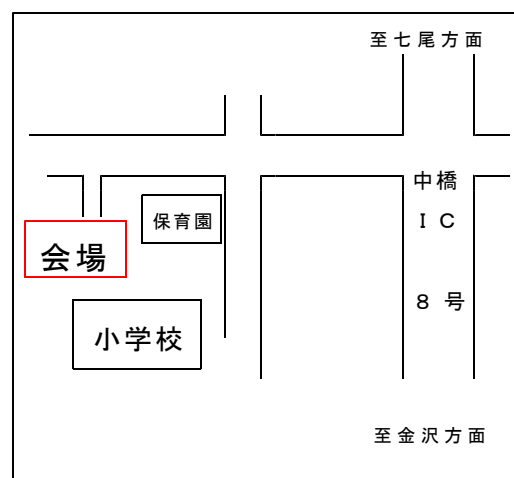 至七尾方面
中橋
ＩＣ
保育園
会場
８号
小学校
至金沢方面